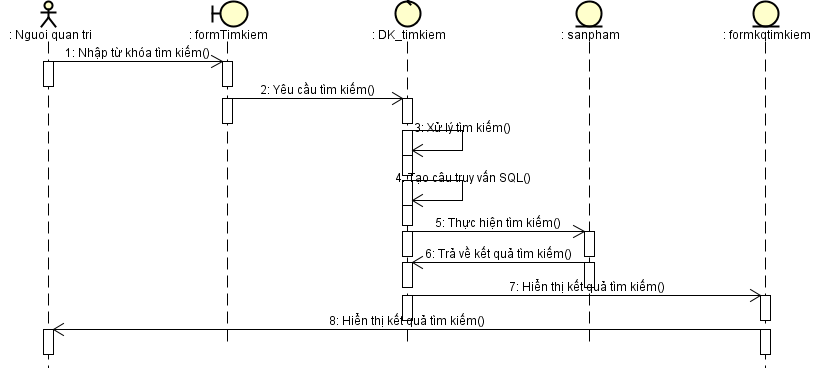 : Nguoi quan tri
: formTimkiem
: DK_timkiem
: sanpham
: formkqtimkiem
1: Nhập từ khóa tìm kiếm()
2: Yêu cầu tìm kiếm()
3: Xử lý tìm kiếm()
4: Tạo câu truy vấn SQL()
5: Thực hiện tìm kiếm()
6: Trả về kết quả tìm kiếm()
7: Hiển thị kết quả tìm kiếm()
8: Hiển thị kết quả tìm kiếm()